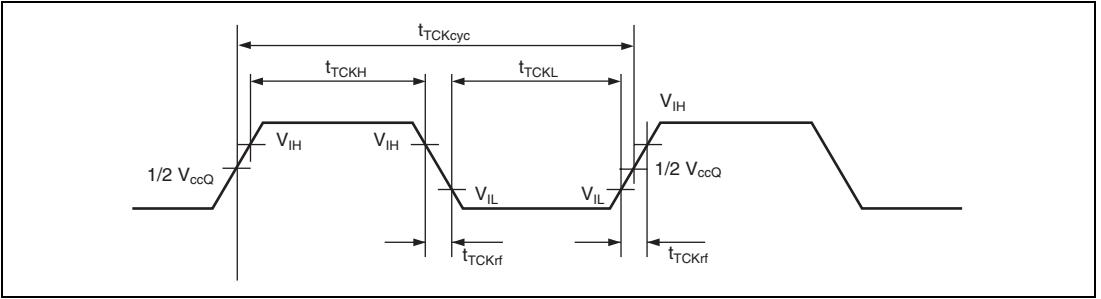 tTCKcyc
tTCKH
tTCKL
VIH
VIH
VIH
1/2 VccQ
1/2 VccQ
VIL
VIL
tTCKrf
tTCKrf